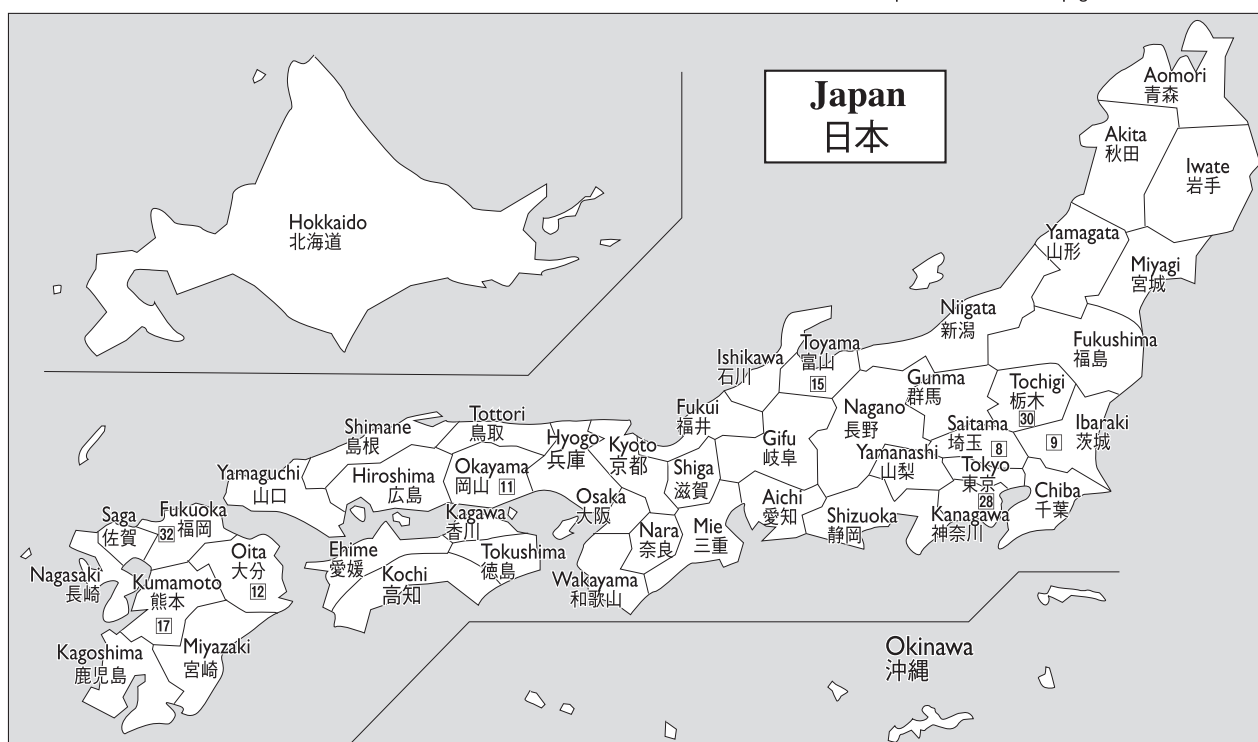 Japan
日本
Hokkaido
北海道
Aomori
青森
Akita
秋田
Iwate
岩手
Yamagata
山形
Miyagi
宮城
Niigata
新潟
Fukushima
福島
Ishikawa
石川
Toyama
富山
15
Gunma
群馬
Tochigi
栃木
30
Ibaraki
茨城
9
Saitama
埼玉 8
Fukui
福井
Gifu
岐阜
Nagano
長野
Yamanashi
山梨
Tokyo
東京
28
Chiba
千葉
Kanagawa
神奈川
Shizuoka
静岡
Aichi
愛知
Shimane
島根
Tottori
鳥取
Hyogo
兵庫
Kyoto
京都
Shiga
滋賀
Yamaguchi
山口
Hiroshima
広島
Okayama
岡山 11
Osaka
大阪
Nara
奈良
Mie
三重
Wakayama
和歌山
Kagawa
香川
Tokushima
徳島
Ehime
愛媛
Kochi
高知
Saga
佐賀
Fukuoka
32 福岡
Oita
大分
12
Nagasaki
長崎
Kumamoto
熊本
17
Miyazaki
宮崎
Kagoshima
鹿児島
Okinawa
沖縄